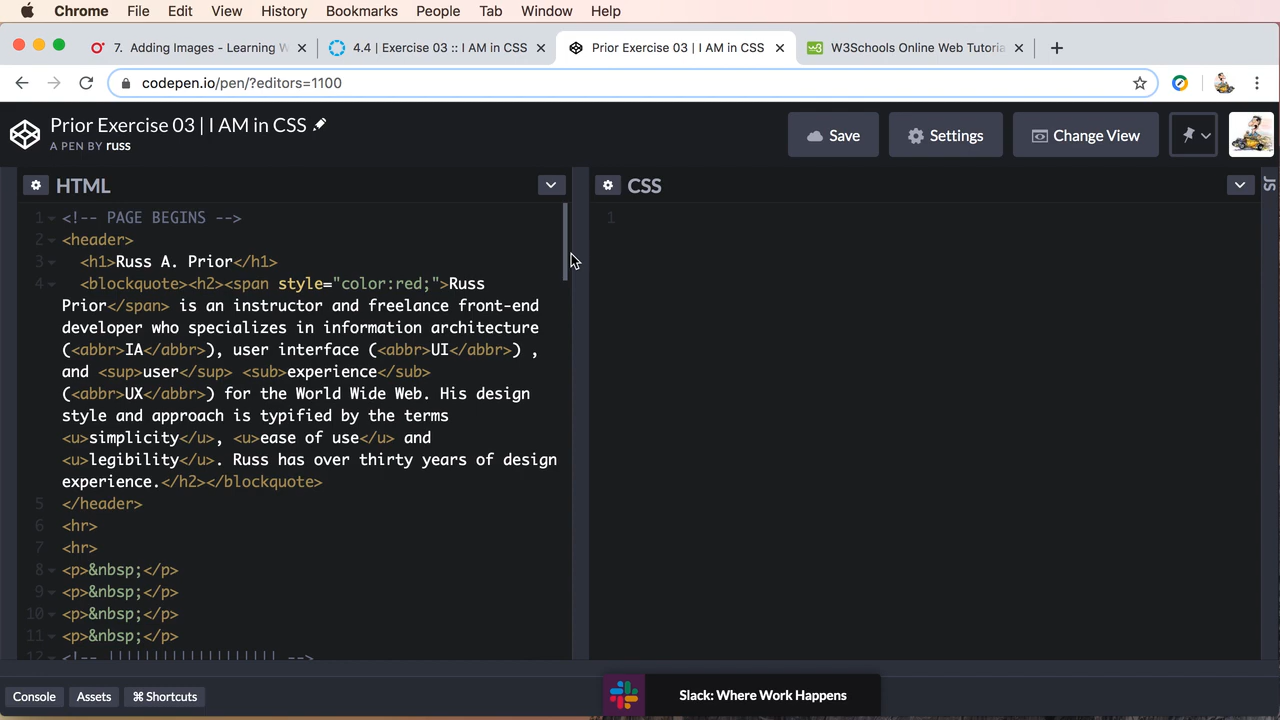 Chrome File Edit View History Bookmarks People Tab Window Help
7. Adding Images - Learning W
4.4 | Exercise 03 :: I AM in CSS
Prior Exercise 03 | I AM in CSS
W3Schools Online Web Tutoria
codepen.io/pen/?editors=1100
Prior Exercise 03 | I AM in CSS
A PEN BY russ
Save
Settings
Change View
HTML
1 <!-- PAGE BEGINS -->
2 <header>
3 <h1>Russ A. Prior</h1>
4 <blockquote><h2><span style="color:red;">Russ
Prior</span> is an instructor and freelance front-end
developer who specializes in information architecture
(<abbr>IA</abbr>), user interface (<abbr>UI</abbr>) ,
and <sup>user</sup> <sub>experience</sub>
(<abbr>UX</abbr>) for the World Wide Web. His design
style and approach is typified by the terms
<u>simplicity</u>, <u>ease of use</u> and
<u>legibility</u>. Russ has over thirty years of design
experience.</h2></blockquote>
5 </header>
6 <hr>
7 <hr>
8 <p>&nbsp;</p>
9 <p>&nbsp;</p>
10 <p>&nbsp;</p>
11 <p>&nbsp;</p>
12 <!-- ||||||||||||||||||| -->
CSS
1
JS
Console
Assets
⌘ Shortcuts
Slack: Where Work Happens